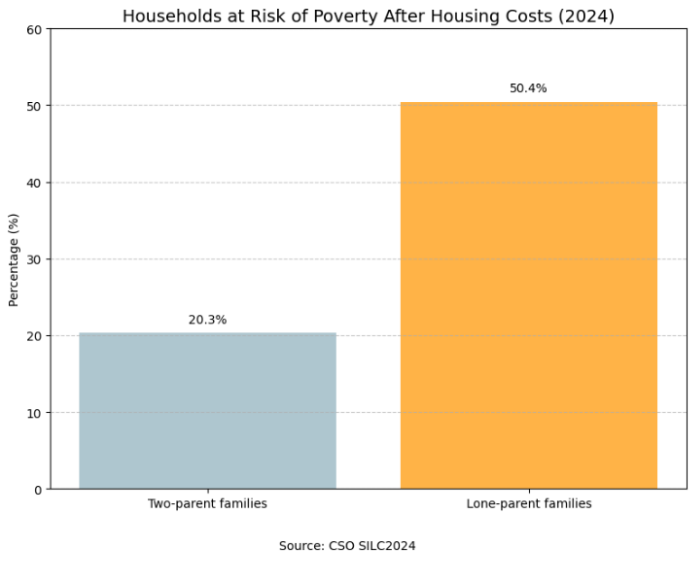 Households at Risk of Poverty After Housing Costs (2024)
60
50
40
30
20
10
0
Percentage (%)
20.3%
50.4%
Two-parent families
Lone-parent families
Source: CSO SILC2024